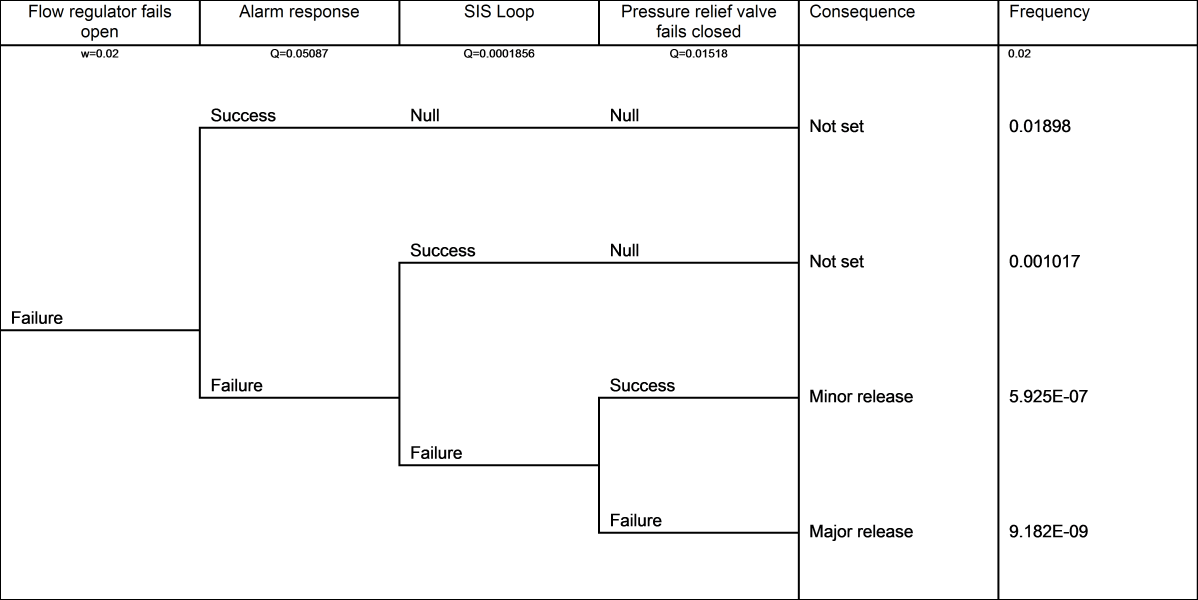 Flow regulator fails open
Alarm response
SIS Loop
Pressure relief valve fails closed
Consequence
Frequency
w=0.02
Q=0.05087
Q=0.0001856
Q=0.01518
0.02
Success
Null
Null
Not set
0.01898
Success
Null
Not set
0.001017
Failure
Failure
Success
Minor release
5.925E-07
Failure
Failure
Major release
9.182E-09